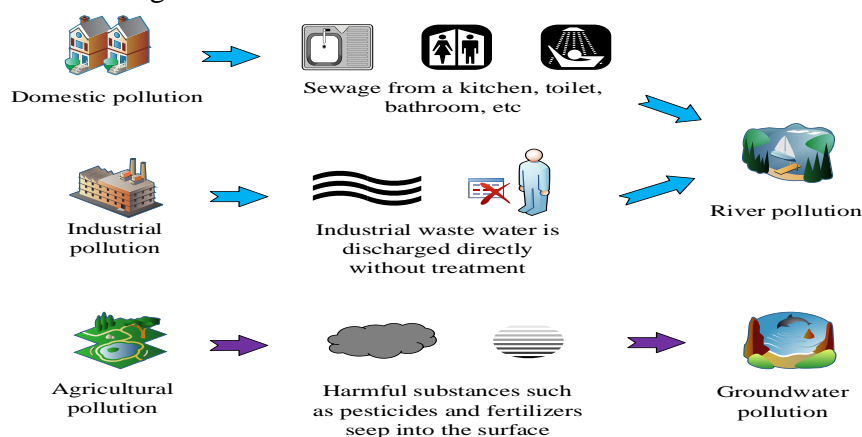 Domestic pollution
Sewage from a kitchen, toilet,
bathroom, etc
River pollution
Industrial
pollution
Industrial waste water is
discharged directly
without treatment
Agricultural
pollution
Harmful substances such
as pesticides and fertilizers
seep into the surface
Groundwater
pollution